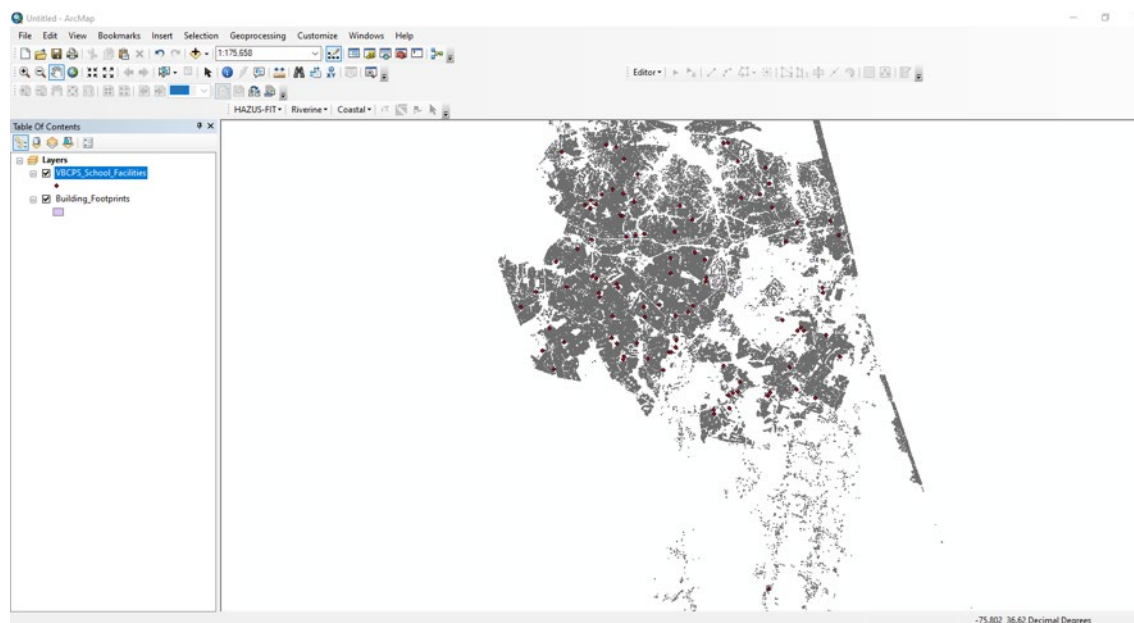 Untitled - ArcMap
File Edit View Bookmarks Insert Selection Geoprocessing Customize Windows Help
1:175,658
Editor
HAZUS-FIT Riverine Coastal
Table Of Contents
Layers
VBCPS_School_Facilities
Building_Footprints
-75.802 36.62 Decimal Degrees